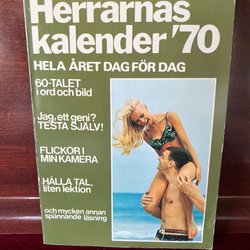 Herrarnas
kalender '70
HELA ÅRET DAG FÖR DAG
60-TALET
i ord och bild
Jag, ett geni?
TESTA SJÄLV!
FLICKOR I
MIN KAMERA
HÅLLA TAL,
liten lektion
och mycken annan
spännande läsning